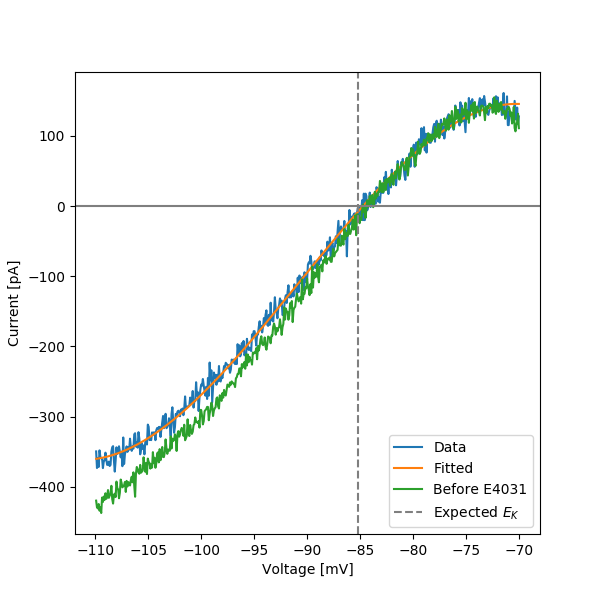 100
0
−100
−200
−300
−400
Current [pA]
Data
Fitted
Before E4031
Expected E_K
−110 −105 −100 −95 −90 −85 −80 −75 −70
Voltage [mV]